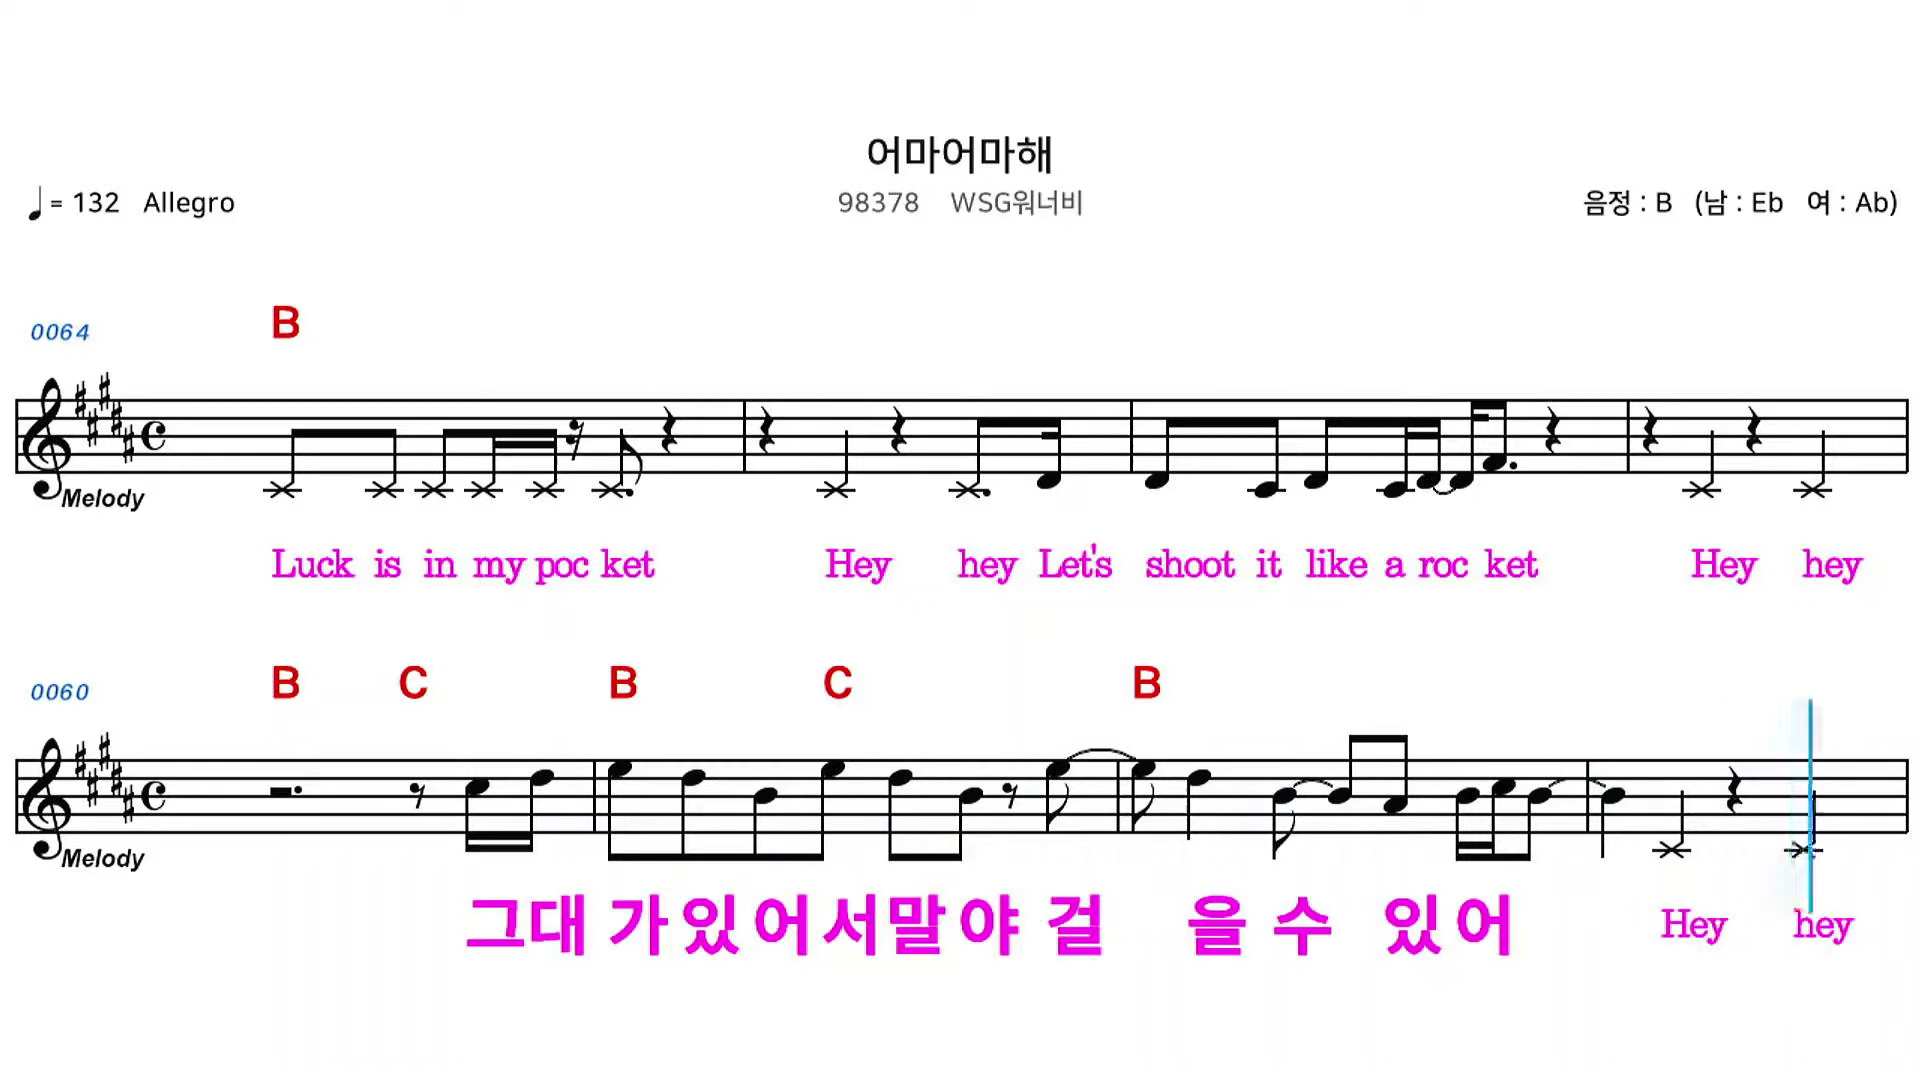 어마어마해
♩= 132 Allegro 98378 WSG워너비 음정 : B (남 : Eb 여 : Ab)
0064 B
Melody
Luck is in my poc ket Hey hey Let's shoot it like a roc ket Hey hey
0060 B C B C B
Melody
그대 가 있 어 서 말 야 걸 을 수 있 어 Hey hey